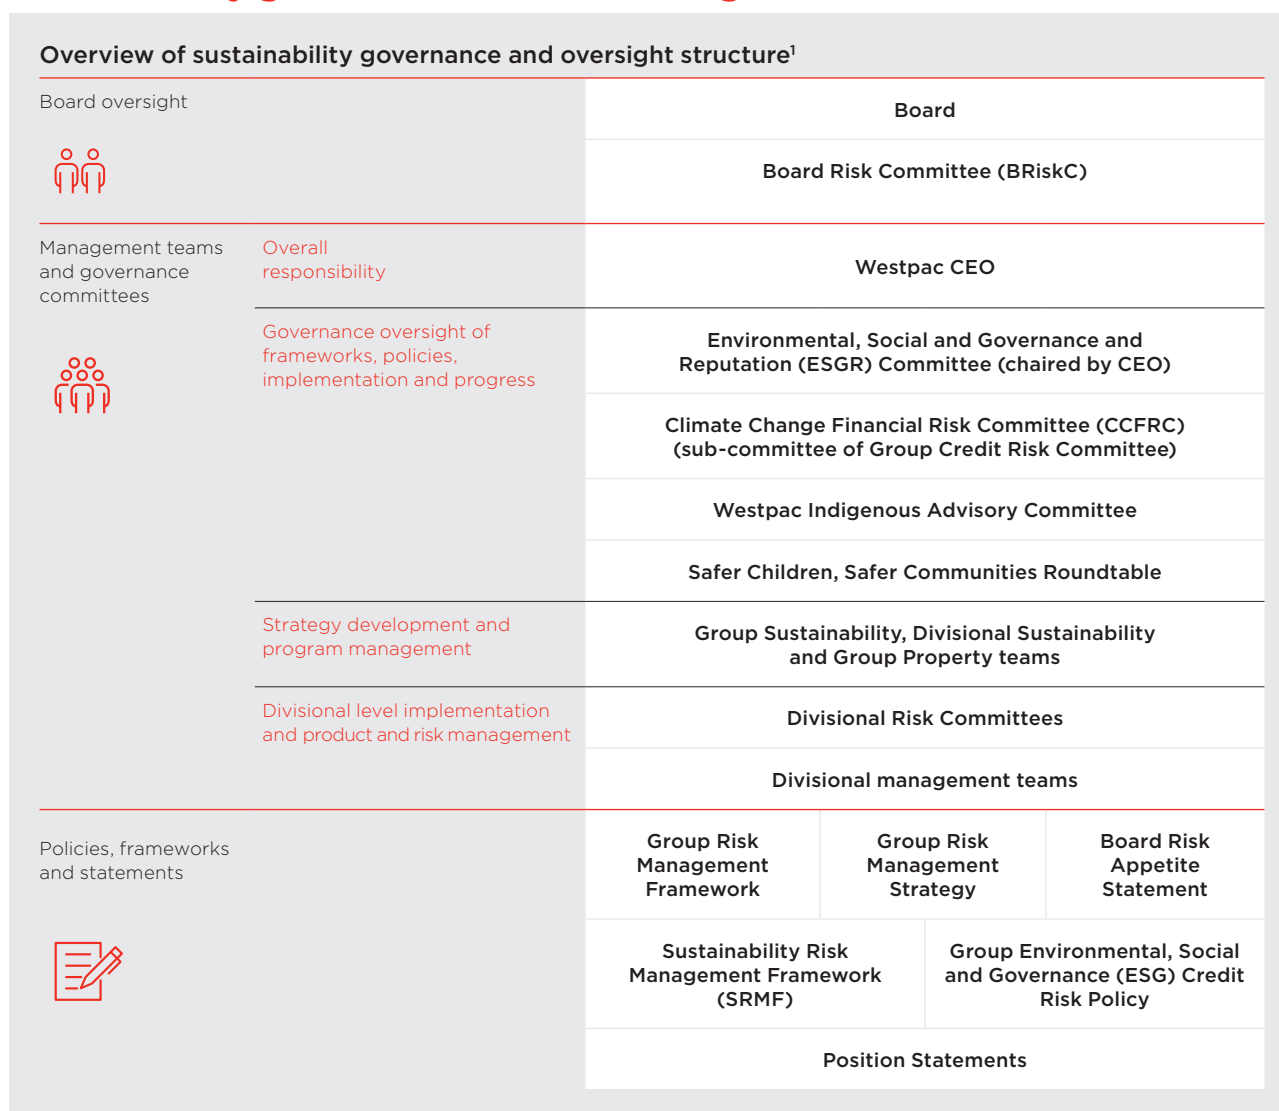 Overview of sustainability governance and oversight structure1
Board oversight
Board
Board Risk Committee (BRiskC)
Management teams
and governance
committees
Overall
responsibility
Westpac CEO
Governance oversight of
frameworks, policies,
implementation and progress
Environmental, Social and Governance and
Reputation (ESGR) Committee (chaired by CEO)
Climate Change Financial Risk Committee (CCFRC)
(sub-committee of Group Credit Risk Committee)
Westpac Indigenous Advisory Committee
Safer Children, Safer Communities Roundtable
Strategy development and
program management
Group Sustainability, Divisional Sustainability
and Group Property teams
Divisional level implementation
and product and risk management
Divisional Risk Committees
Divisional management teams
Policies, frameworks
and statements
Group Risk
Management
Framework
Group Risk
Management
Strategy
Board Risk
Appetite
Statement
Sustainability Risk
Management Framework
(SRMF)
Group Environmental, Social
and Governance (ESG) Credit
Risk Policy
Position Statements